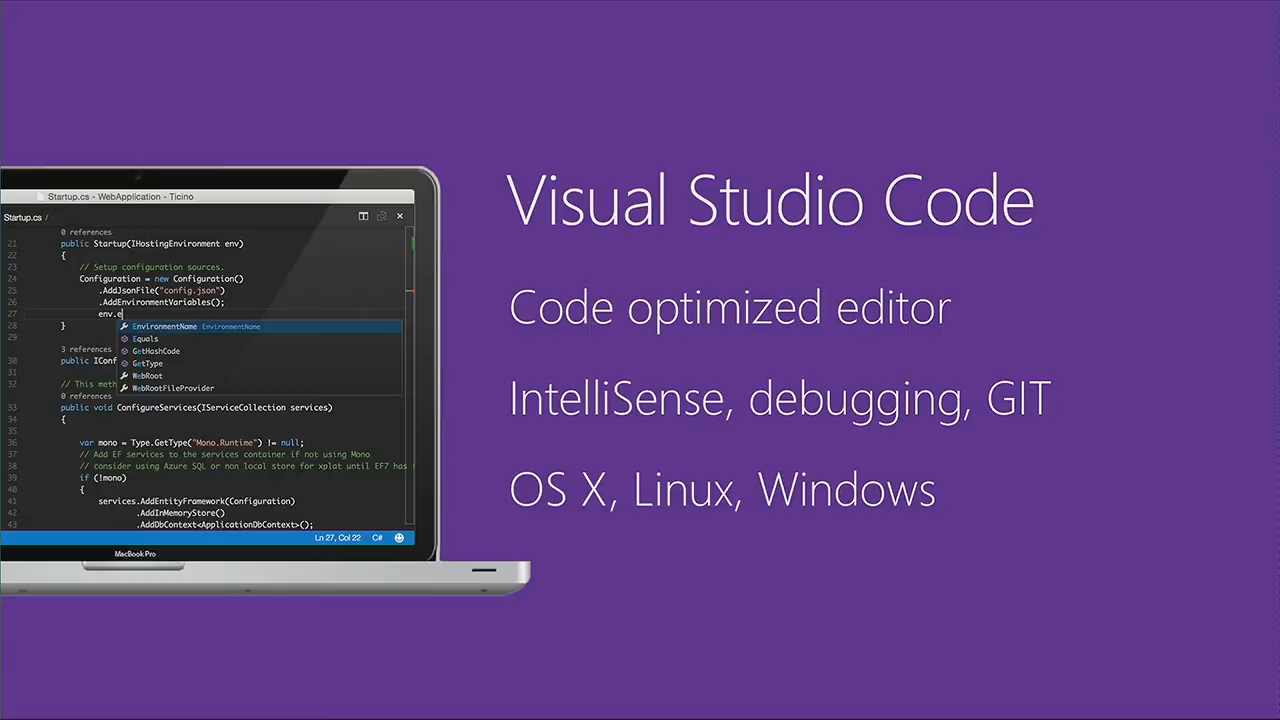 Startup.cs - WebApplication - Ticino
Startup.cs /
0 references
21 public Startup(IHostingEnvironment env)
22 {
23 // Setup configuration sources.
24 Configuration = new Configuration()
25 .AddJsonFile("config.json")
26 .AddEnvironmentVariables();
27 env.e
28 }
EnvironmentName EnvironmentName
29
Equals
3 references
GetHashCode
30 public IConf
GetType
31
WebRoot
32 // This meth
WebRootFileProvider
0 references
33 public void ConfigureServices(IServiceCollection services)
34 {
35
36 var mono = Type.GetType("Mono.Runtime") != null;
37 // Add EF services to the services container if not using Mono
38 // consider using Azure SQL or non local store for xplat until EF7 has
39 if (!mono)
40 {
41 services.AddEntityFramework(Configuration)
42 .AddInMemoryStore()
43 .AddDbContext<ApplicationDbContext>();
Ln 27, Col 22 C#
MacBook Pro
Visual Studio Code
Code optimized editor
IntelliSense, debugging, GIT
OS X, Linux, Windows